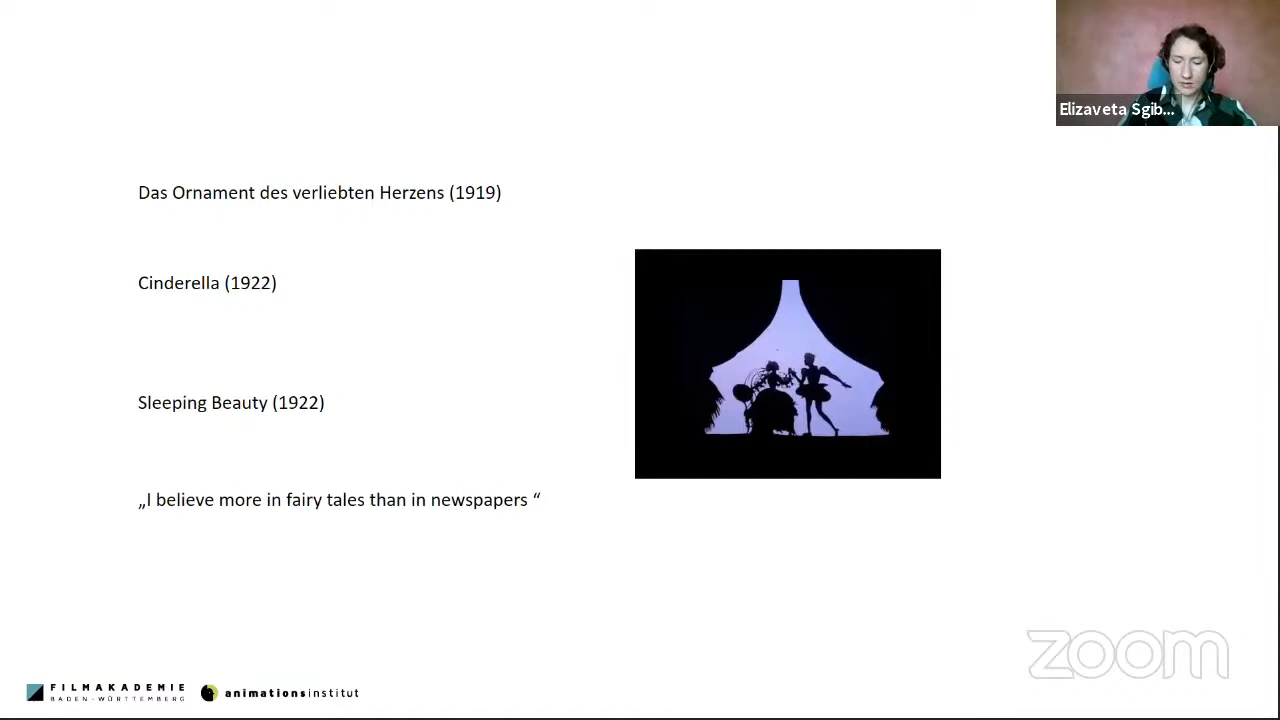 Elizaveta Sgib...
Das Ornament des verliebten Herzens (1919)
Cinderella (1922)
Sleeping Beauty (1922)
„I believe more in fairy tales than in newspapers “
zoom
FILMAKADEMIE
BADEN-WÜRTTEMBERG
animationsinstitut